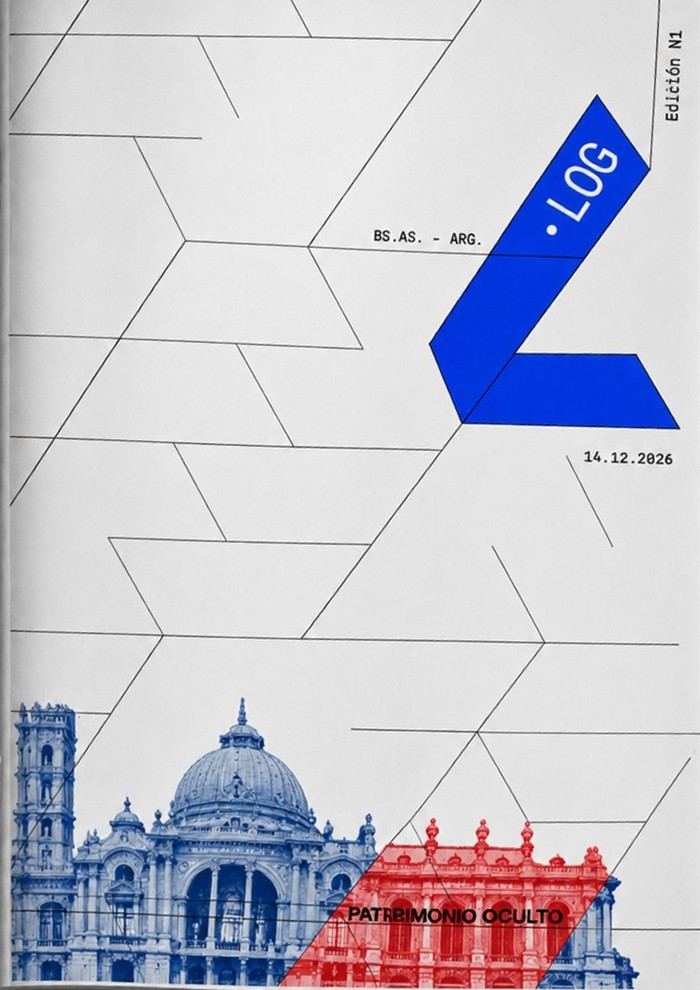 Edición N1
• LOG
BS.AS. - ARG.
14.12.2026
PATRIMONIO OCULTO